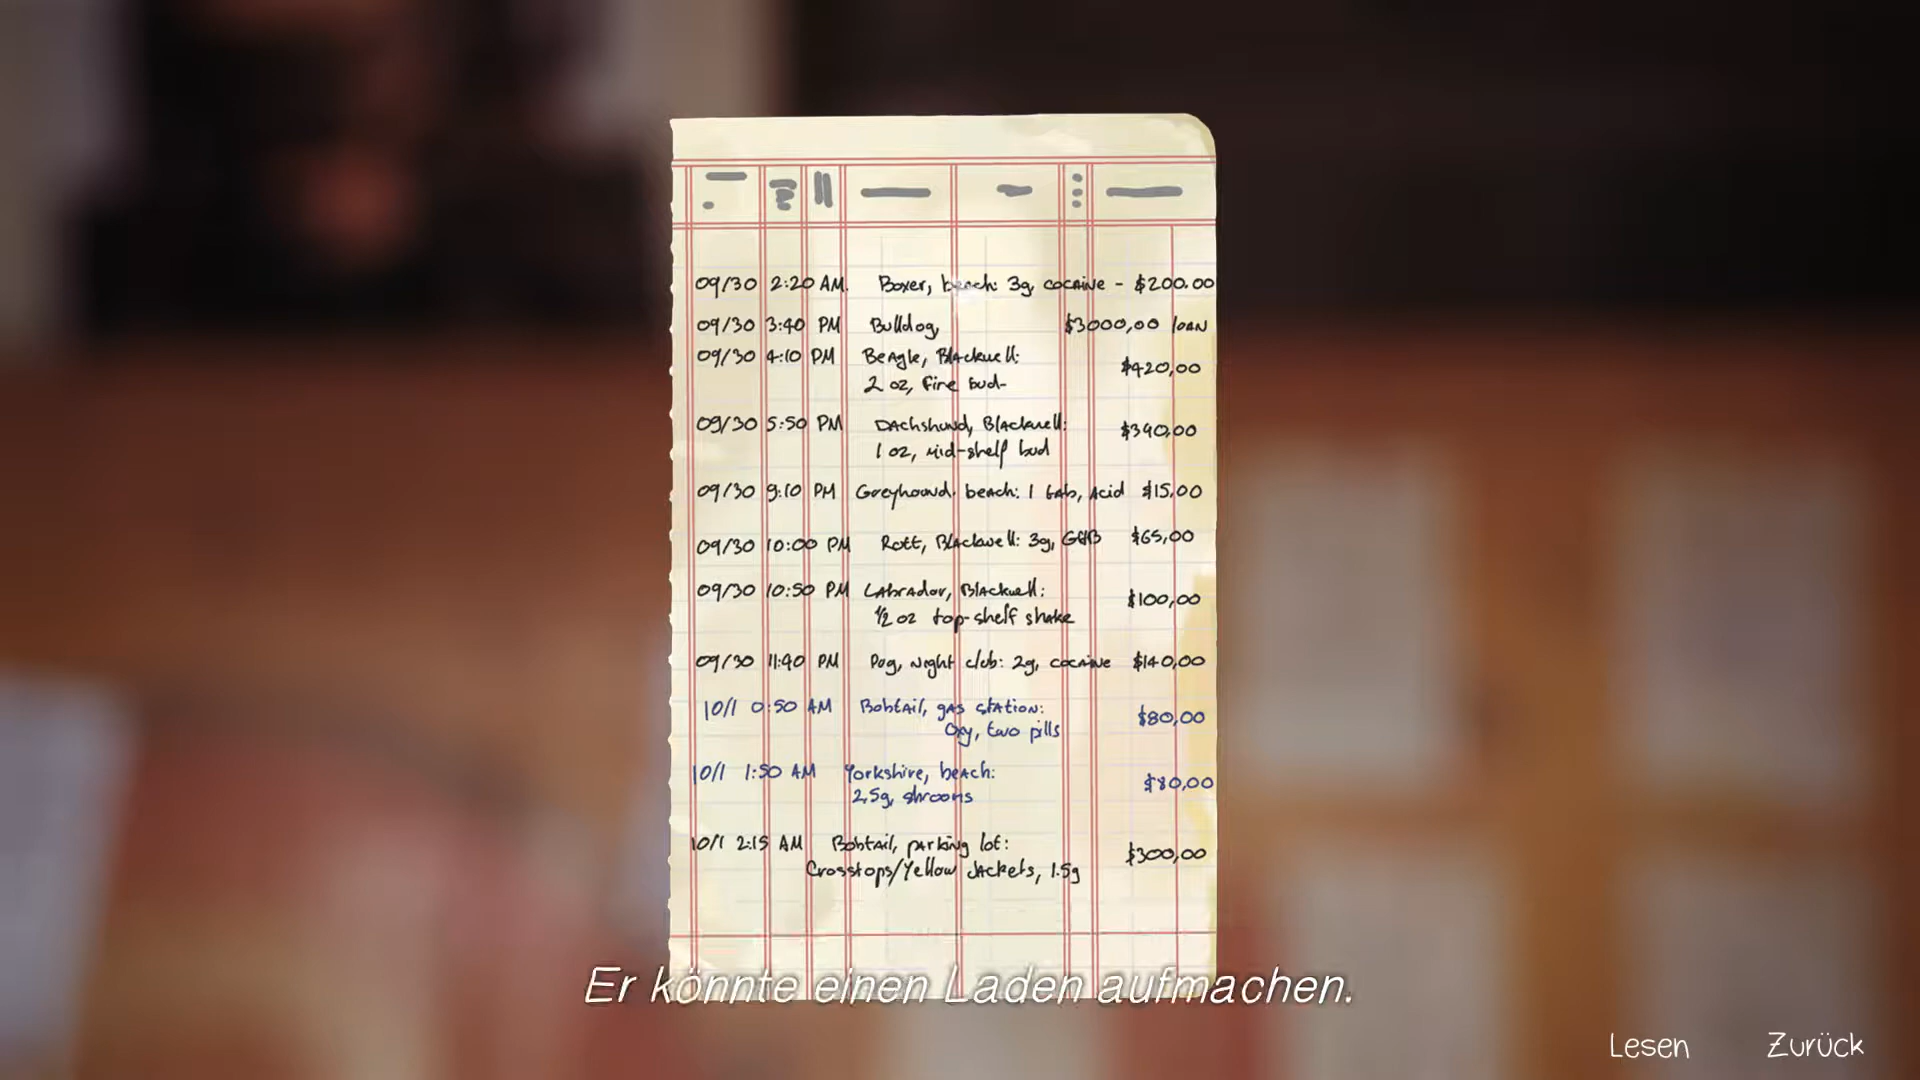 09/30 2:20 AM. Boxer, beach: 3g, cocaine - $200.00
09/30 3:40 PM Bulldog, $3000,00 loan
09/30 4:10 PM Beagle, Blackwell: $420,00
2 oz, fire bud-
09/30 5:50 PM Dachshund, Blackwell: $340,00
1 oz, mid-shelf bud
09/30 9:10 PM Greyhound, beach: 1 tab, acid $15,00
09/30 10:00 PM Rott, Blackwell: 3g, GHB $65,00
09/30 10:50 PM Labrador, Blackwell: $100,00
1/2 oz top-shelf shake
09/30 11:40 PM Pog, night club: 2g, cocaine $140,00
10/1 0:50 AM Bobtail, gas station: $80,00
Oxy, two pills
10/1 1:50 AM Yorkshire, beach: $80,00
2,5g, shrooms
10/1 2:15 AM Bobtail, parking lot: $300,00
Crosstops/Yellow Jackets, 1.5g
Er könnte einen Laden aufmachen.
Lesen Zurück